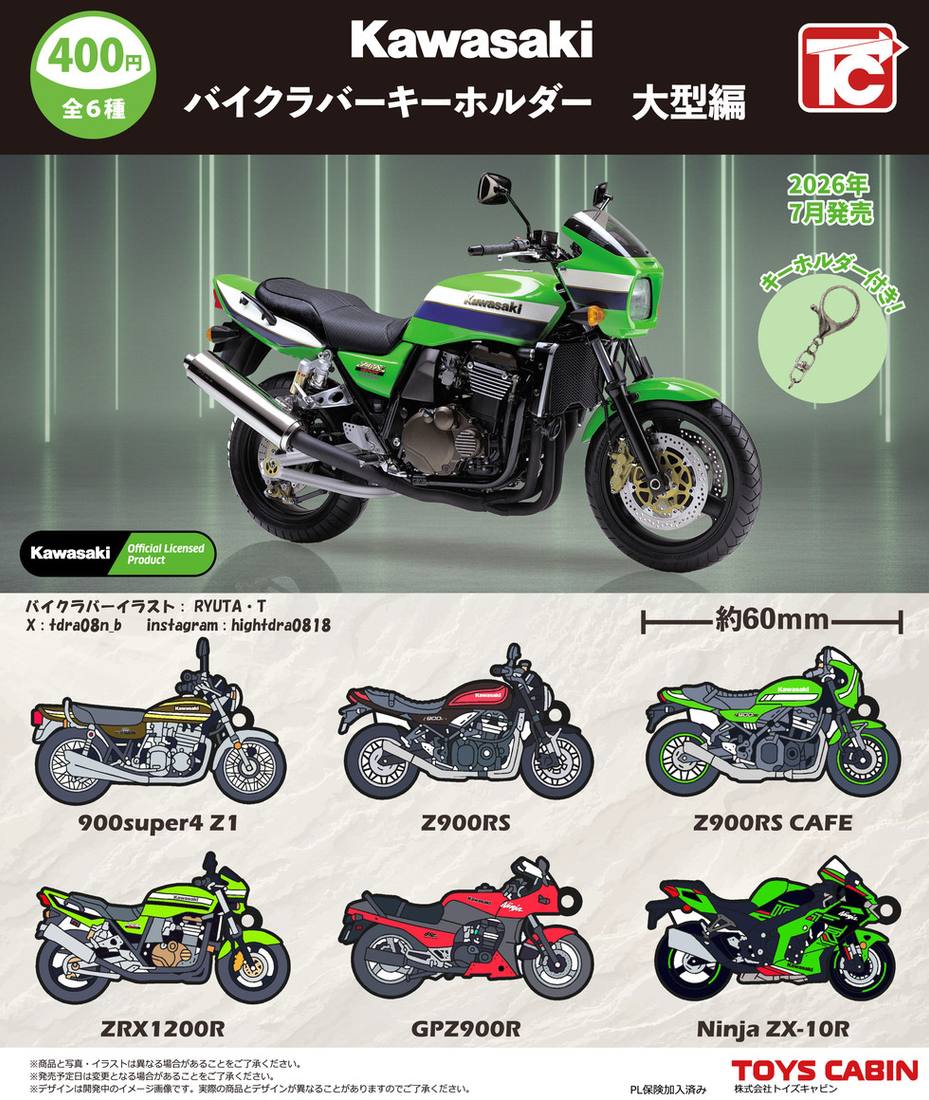 400円
全6種
Kawasaki
バイクラバーキーホルダー 大型編
TC
2026年
7月発売
キーホルダー付き!
Kawasaki
Kawasaki
Official Licensed
Product
バイクラバーイラスト: RYUTA・T
X:tdra08n_b instagram:hightdra0818
約60mm
Kawasaki
Kawasaki
Kawasaki
900super4 Z1
Z900RS
Z900RS CAFE
Kawasaki
Kawasaki
Ninja
Ninja
ZRX1200R
GPZ900R
Ninja ZX-10R
※商品と写真・イラストは異なる場合があることをご了承ください。
※発売予定日は変更となる場合があることをご了承ください。
※デザインは開発中のイメージ画像です。実際の商品とデザインが異なることがありますのでご了承ください。
PL保険加入済み
TOYS CABIN
株式会社トイズキャビン